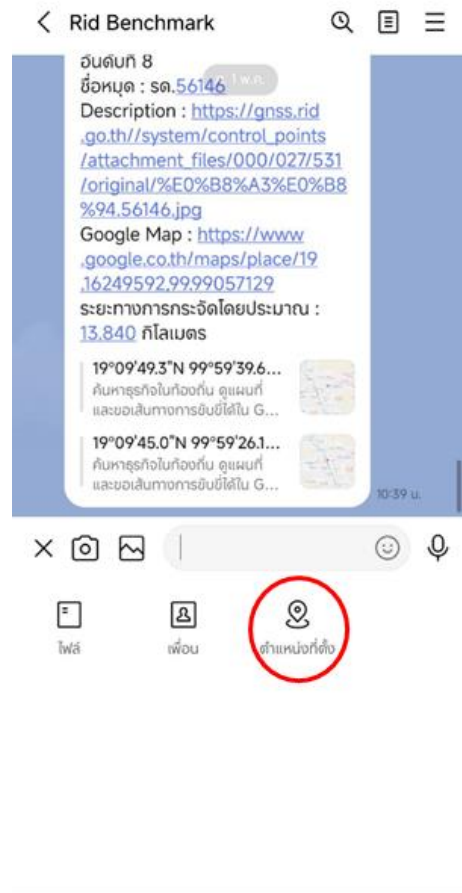 Rid Benchmark
อันดับที่ 8
ชื่อหมุด : รด.56146
Description : https://gnss.rid
.go.th//system/control_points
/attachment_files/000/027/531
/original/%E0%B8%A3%E0%B8
%94.56146.jpg
Google Map : https://www
.google.co.th/maps/place/19
.16249592,99.99057129
ระยะทางการกระจัดโดยประมาณ :
13.840 กิโลเมตร
19°09'49.3"N 99°59'39.6...
ค้นหาธุรกิจในท้องถิ่น ดูแผนที่
และขอเส้นทางการขับขี่ได้ใน G...
19°09'45.0"N 99°59'26.1...
ค้นหาธุรกิจในท้องถิ่น ดูแผนที่
และขอเส้นทางการขับขี่ได้ใน G...
10:39 น.
ไฟล์
เพื่อน
ตำแหน่งที่ตั้ง